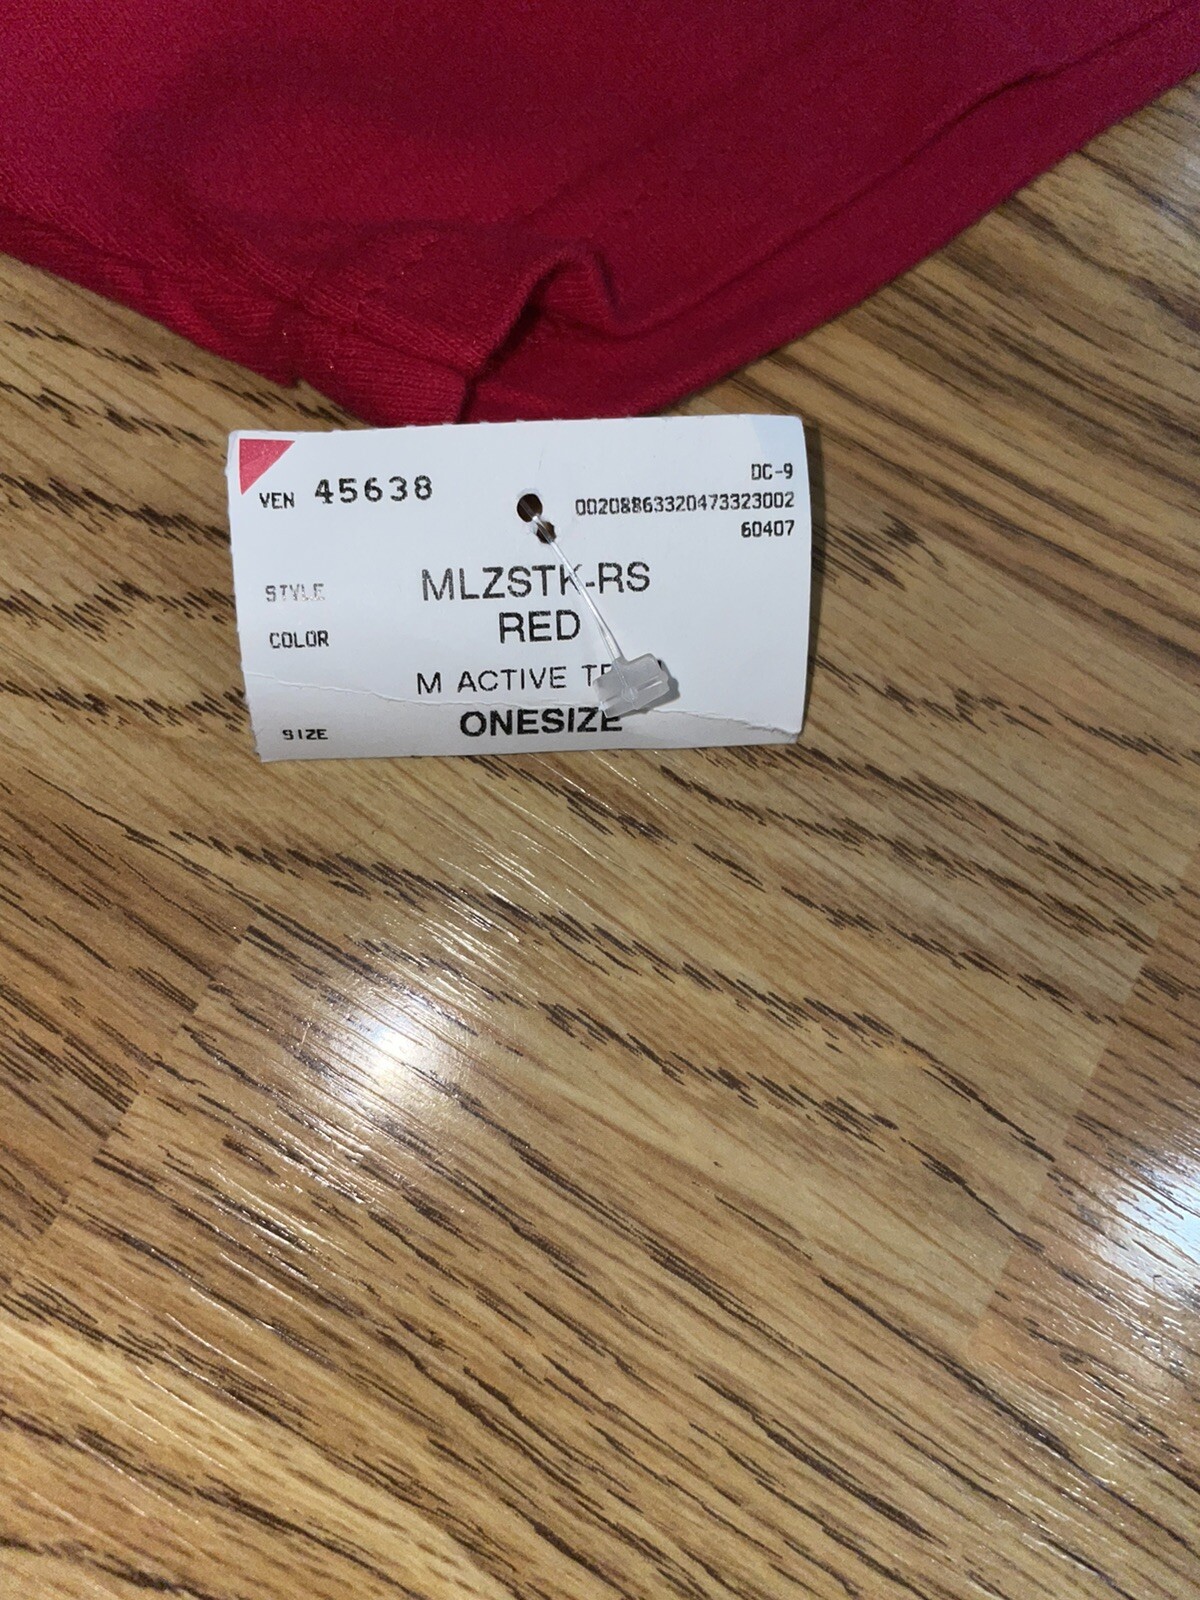 VEN 45638
DC-9
00208863320473323002
60407
STYLE MLZSTK-RS
COLOR RED
M ACTIVE
SIZE ONESIZE